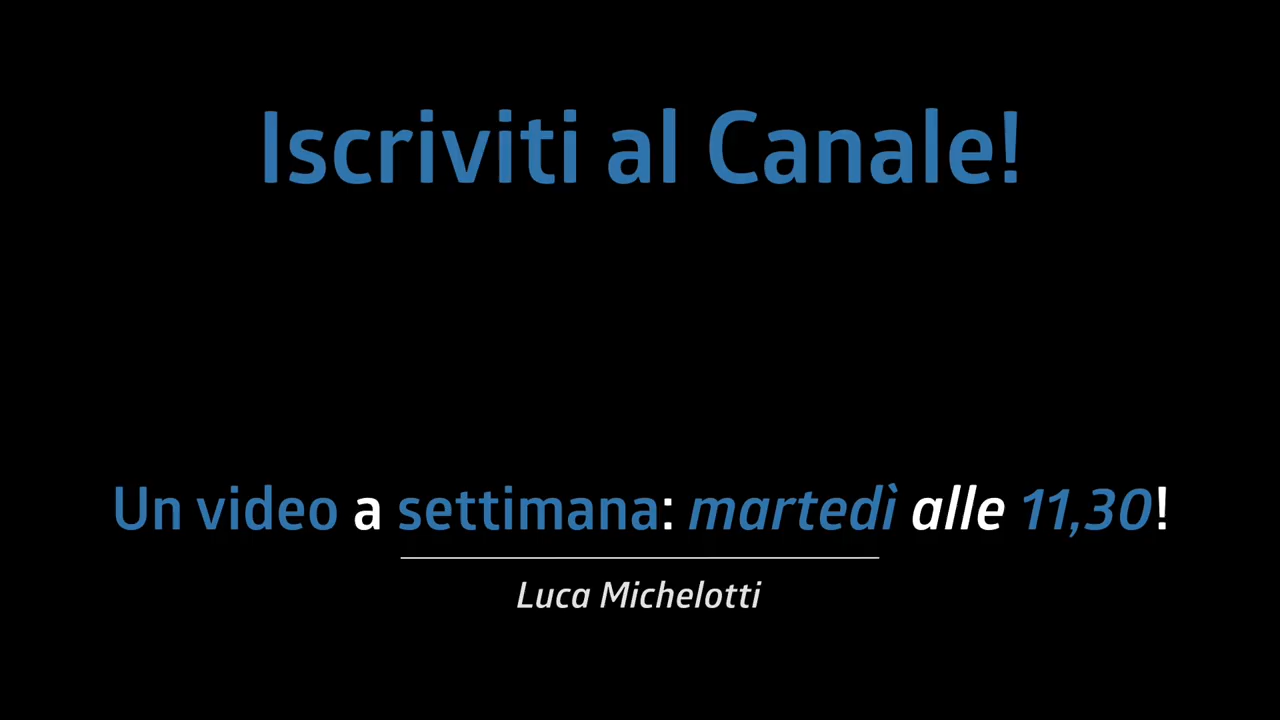 Iscriviti al Canale!
Un video a settimana: martedì alle 11,30!
Luca Michelotti